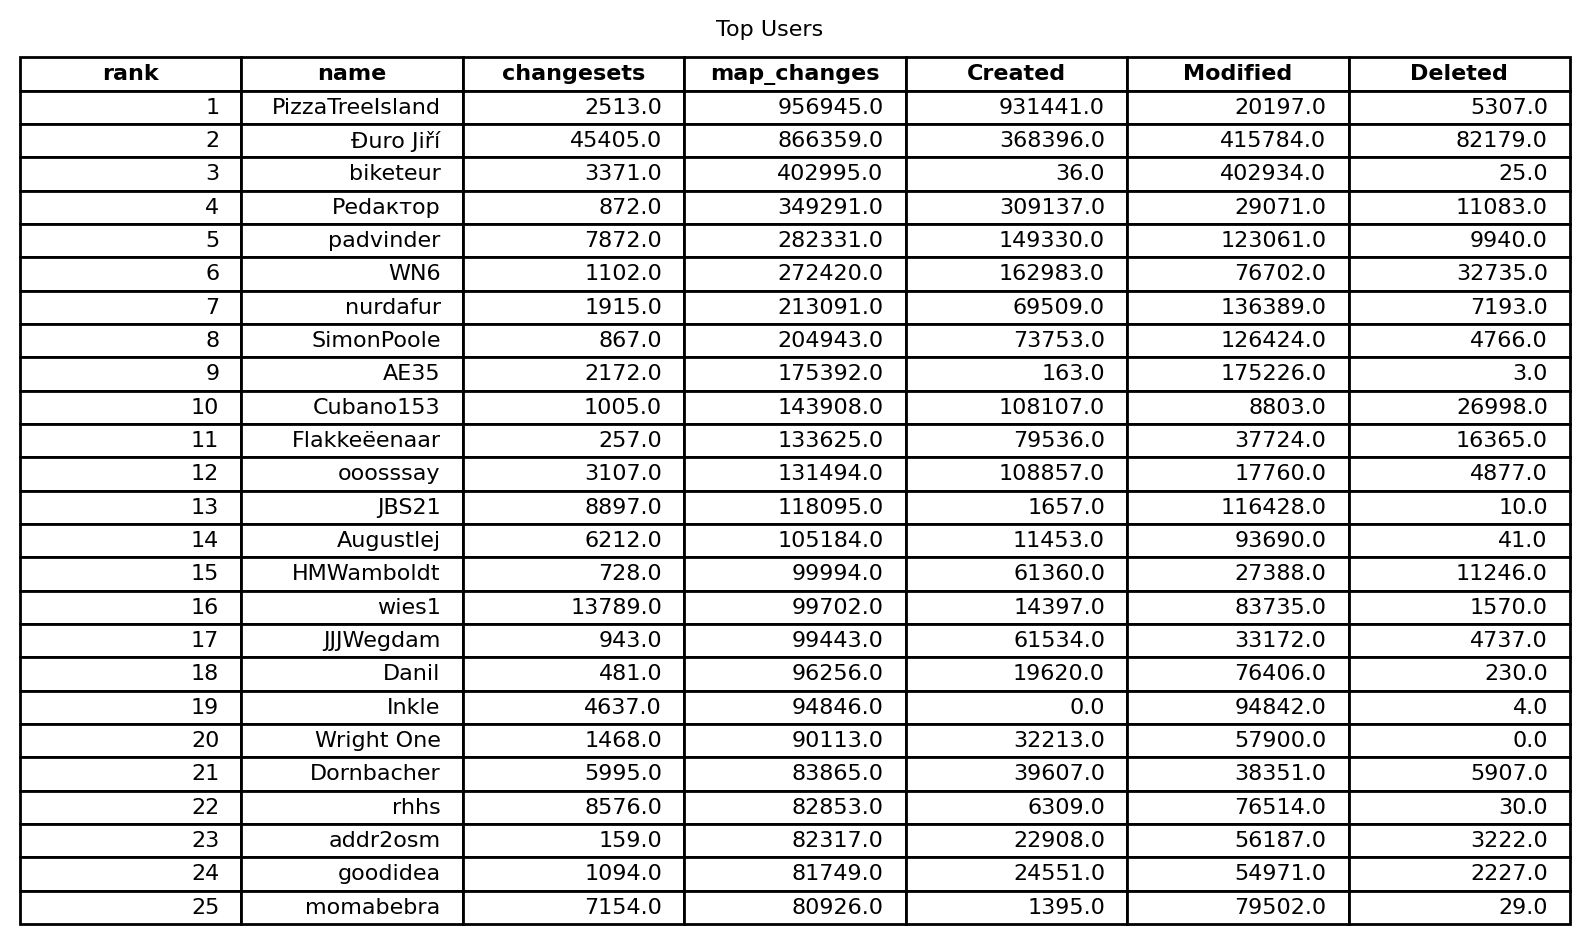 Top Users
rank name changesets map_changes Created Modified Deleted
1 PizzaTreeIsland 2513.0 956945.0 931441.0 20197.0 5307.0
2 Đuro Jiří 45405.0 866359.0 368396.0 415784.0 82179.0
3 biketeur 3371.0 402995.0 36.0 402934.0 25.0
4 Pedактор 872.0 349291.0 309137.0 29071.0 11083.0
5 padvinder 7872.0 282331.0 149330.0 123061.0 9940.0
6 WN6 1102.0 272420.0 162983.0 76702.0 32735.0
7 nurdafur 1915.0 213091.0 69509.0 136389.0 7193.0
8 SimonPoole 867.0 204943.0 73753.0 126424.0 4766.0
9 AE35 2172.0 175392.0 163.0 175226.0 3.0
10 Cubano153 1005.0 143908.0 108107.0 8803.0 26998.0
11 Flakkeëenaar 257.0 133625.0 79536.0 37724.0 16365.0
12 ooosssay 3107.0 131494.0 108857.0 17760.0 4877.0
13 JBS21 8897.0 118095.0 1657.0 116428.0 10.0
14 Augustlej 6212.0 105184.0 11453.0 93690.0 41.0
15 HMWamboldt 728.0 99994.0 61360.0 27388.0 11246.0
16 wies1 13789.0 99702.0 14397.0 83735.0 1570.0
17 JJJWegdam 943.0 99443.0 61534.0 33172.0 4737.0
18 Danil 481.0 96256.0 19620.0 76406.0 230.0
19 Inkle 4637.0 94846.0 0.0 94842.0 4.0
20 Wright One 1468.0 90113.0 32213.0 57900.0 0.0
21 Dornbacher 5995.0 83865.0 39607.0 38351.0 5907.0
22 rhhs 8576.0 82853.0 6309.0 76514.0 30.0
23 addr2osm 159.0 82317.0 22908.0 56187.0 3222.0
24 goodidea 1094.0 81749.0 24551.0 54971.0 2227.0
25 momabebra 7154.0 80926.0 1395.0 79502.0 29.0